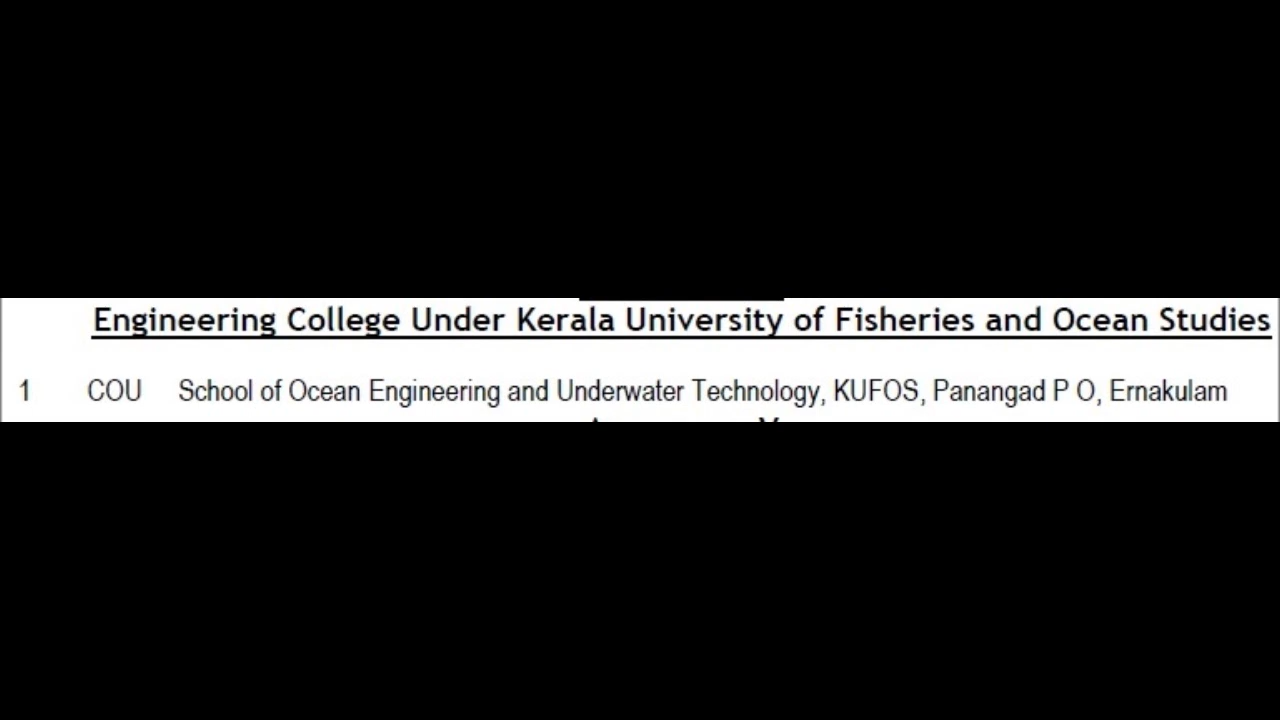 Engineering College Under Kerala University of Fisheries and Ocean Studies
1 COU School of Ocean Engineering and Underwater Technology, KUFOS, Panangad P O, Ernakulam